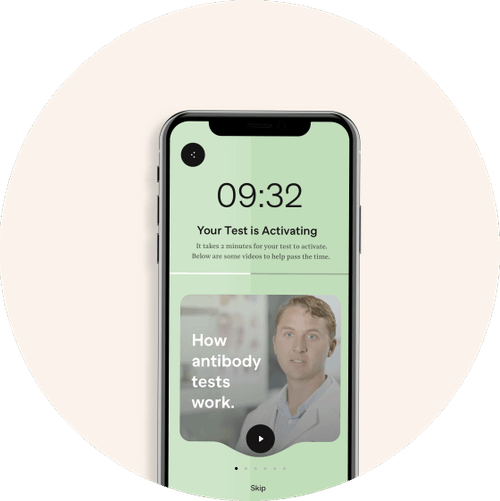 09:32
Your Test is Activating
It takes 2 minutes for your test to activate.
Below are some videos to help pass the time.
How
antibody
tests
work.
Skip